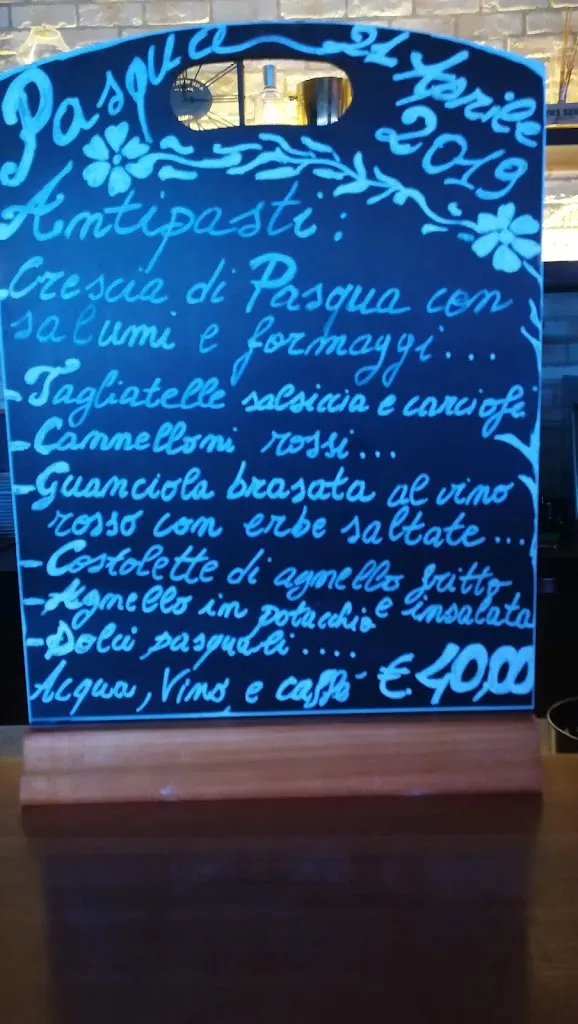 Pasqua 21 Aprile
2019
Antipasti:
-Crescia di Pasqua con
salumi e formaggi...
-Tagliatelle salsiccia e carciofi
-Cannelloni rossi...
-Guanciola brasata al vino
rosso con erbe saltate...
-Costolette di agnello fritto
-Agnello in potacchio e insalata
-Dolci pasquali....
Acqua, Vino e caffè €.40,00